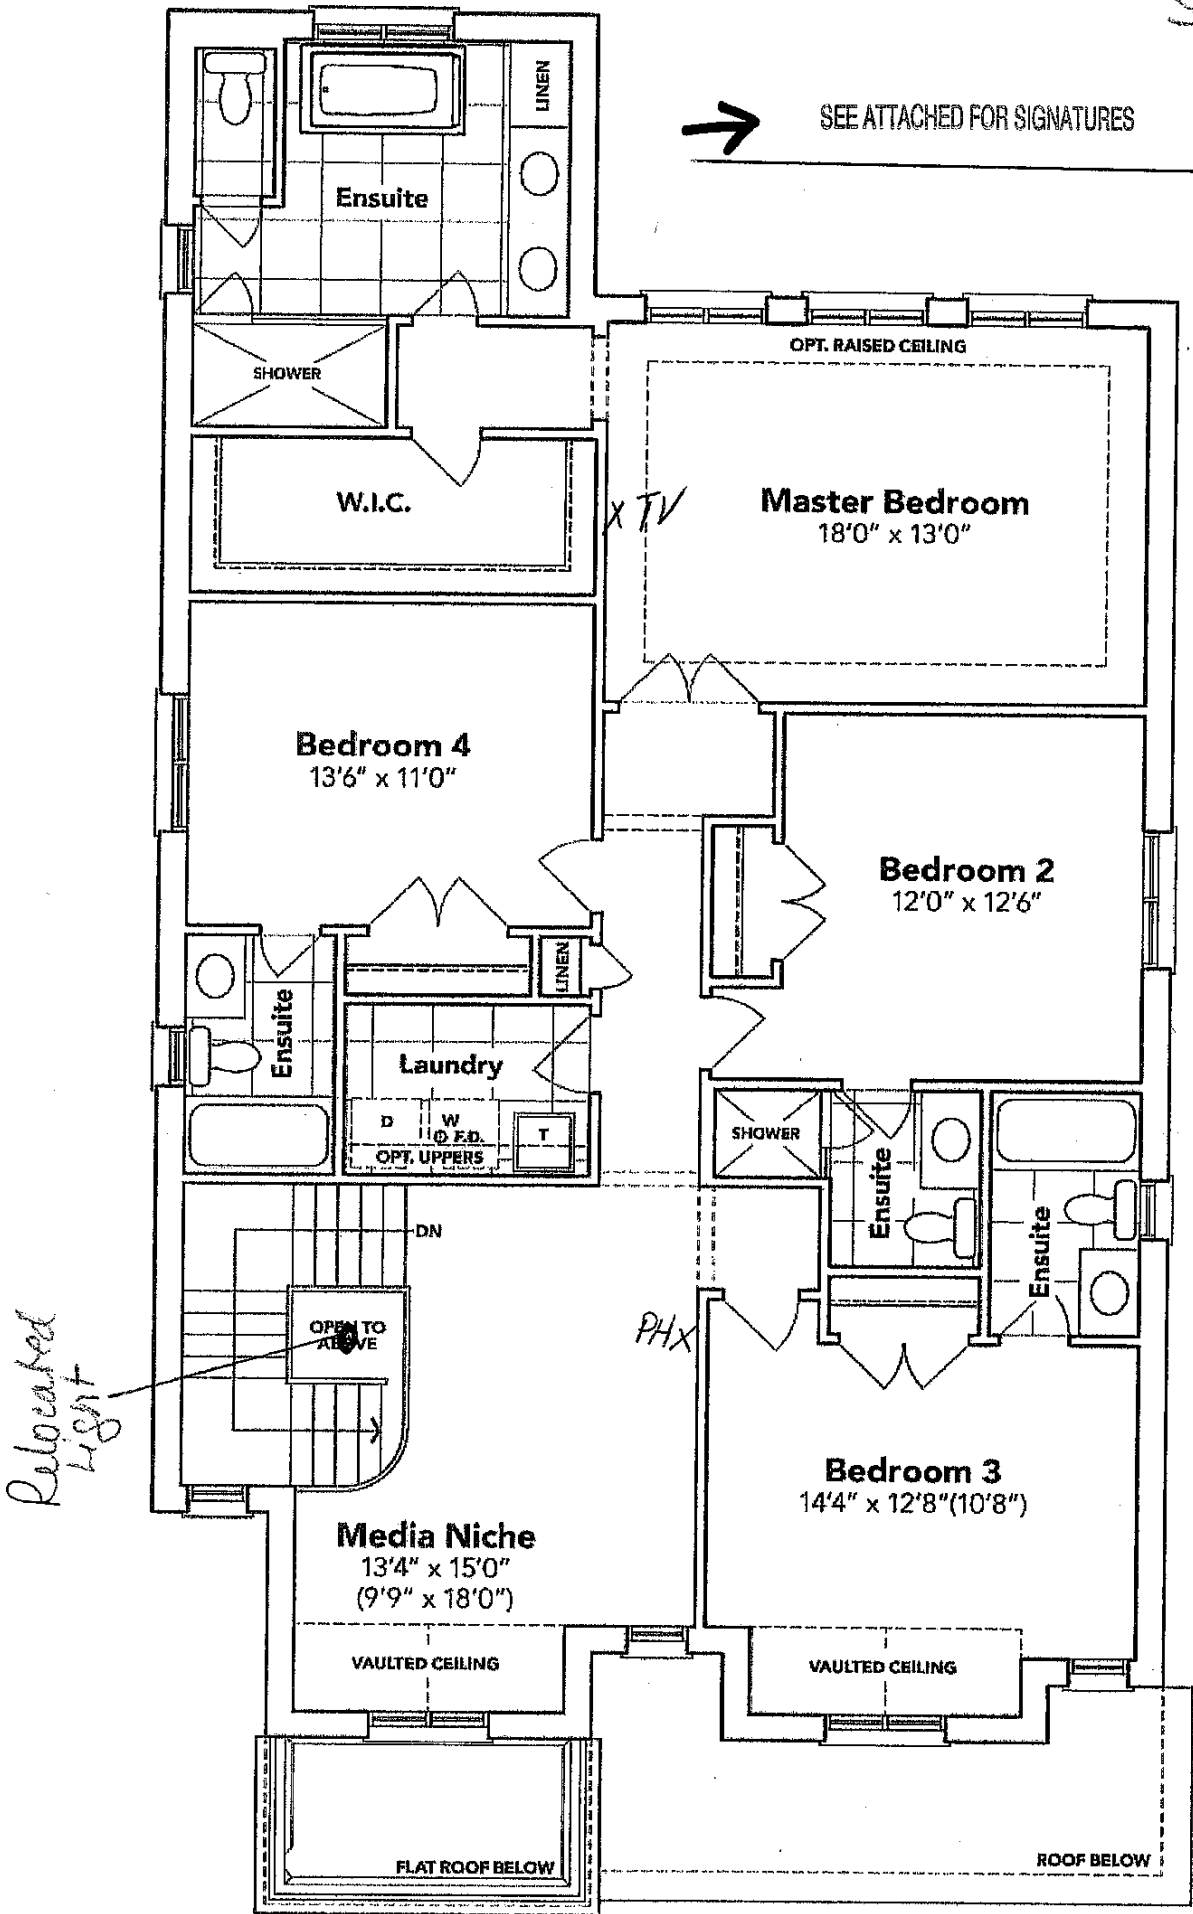 SEE ATTACHED FOR SIGNATURES
LINEN
Ensuite
OPT. RAISED CEILING
SHOWER
W.I.C.
X TV
Master Bedroom
18'0" x 13'0"
Bedroom 4
13'6" x 11'0"
Bedroom 2
12'0" x 12'6"
LINEN
Ensuite
Laundry
D
W
F.D.
T
OPT. UPPERS
SHOWER
Ensuite
Ensuite
DN
OPEN TO
ABOVE
PHX
Relocated
Light
Bedroom 3
14'4" x 12'8"(10'8")
Media Niche
13'4" x 15'0"
(9'9" x 18'0")
VAULTED CEILING
VAULTED CEILING
FLAT ROOF BELOW
ROOF BELOW